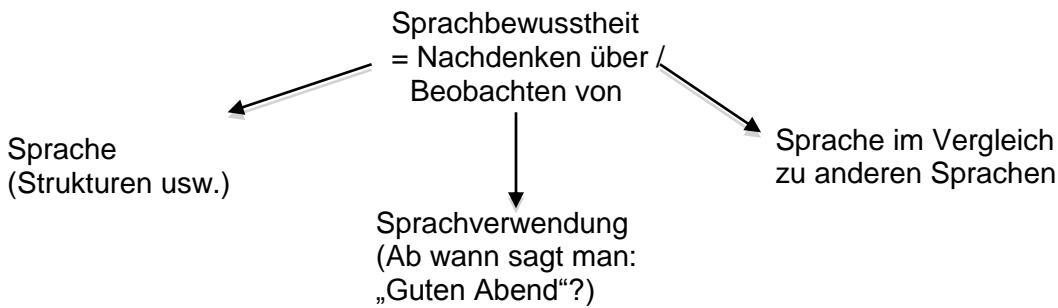 Sprachbewusstheit
= Nachdenken über /
Beobachten von
Sprache
(Strukturen usw.)
Sprachverwendung
(Ab wann sagt man:
„Guten Abend“?)
Sprache im Vergleich
zu anderen Sprachen